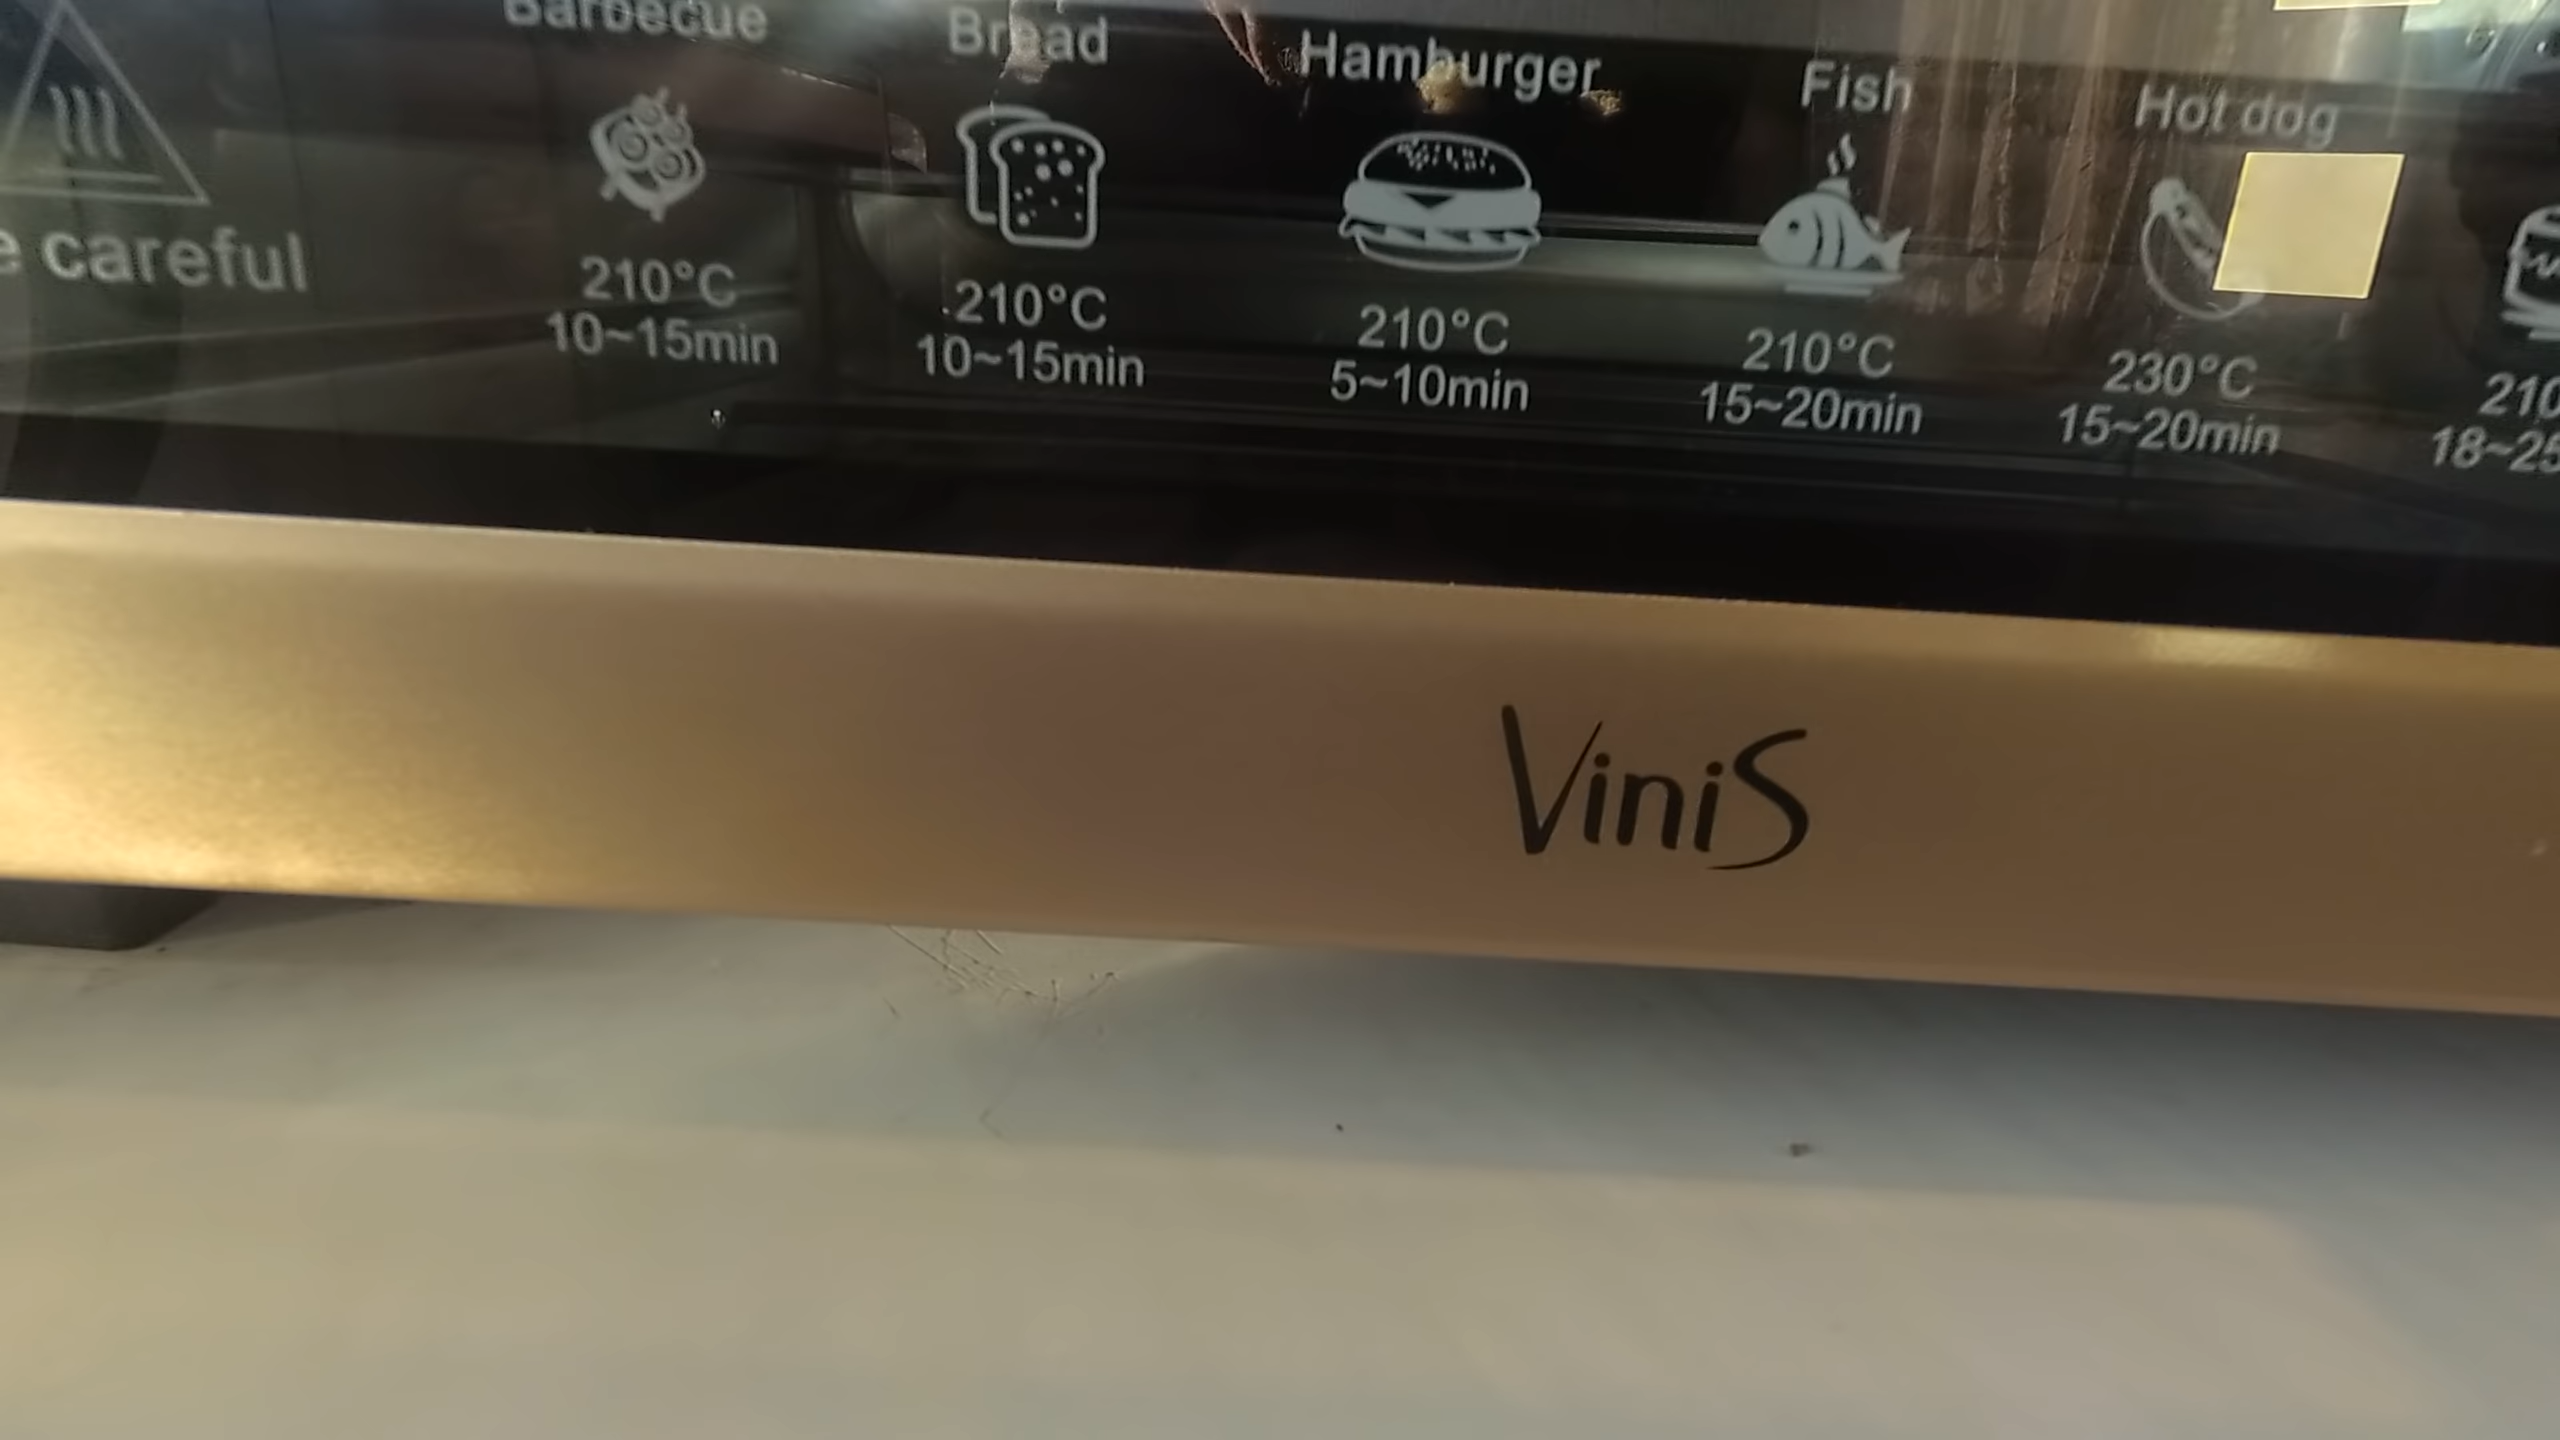 Barbecue
Bread
Hamburger
Fish
Hot dog
careful
210°C
10~15min
210°C
10~15min
210°C
5~10min
210°C
15~20min
230°C
15~20min
ViniS